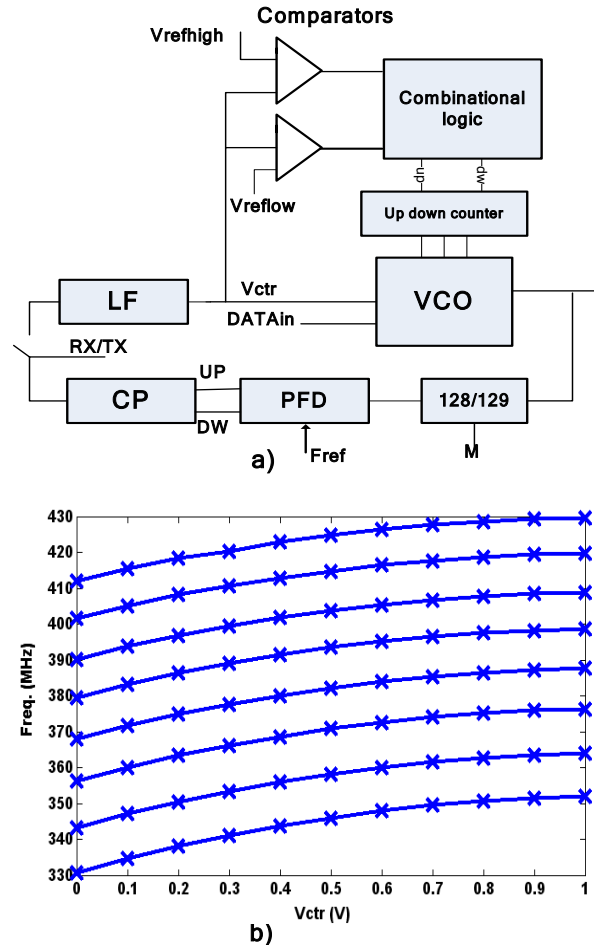 Comparators
Vrefhigh
Combinational
logic
Vreflow
up
dw
Up down counter
LF
Vctr
VCO
DATAin
RX/TX
UP
CP
PFD
128/129
DW
Fref
M
a)
430
420
410
400
390
380
370
360
350
340
330
Freq. (MHz)
0 0.1 0.2 0.3 0.4 0.5 0.6 0.7 0.8 0.9 1
Vctr (V)
b)